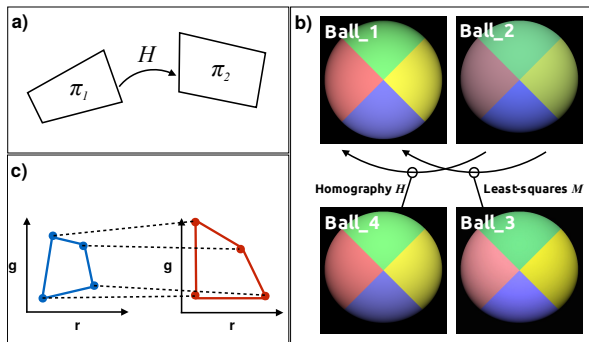 a)
π1
H
π2
b)
Ball_1
Ball_2
Homography H
Least-squares M
Ball_4
Ball_3
c)
g
r
g
r